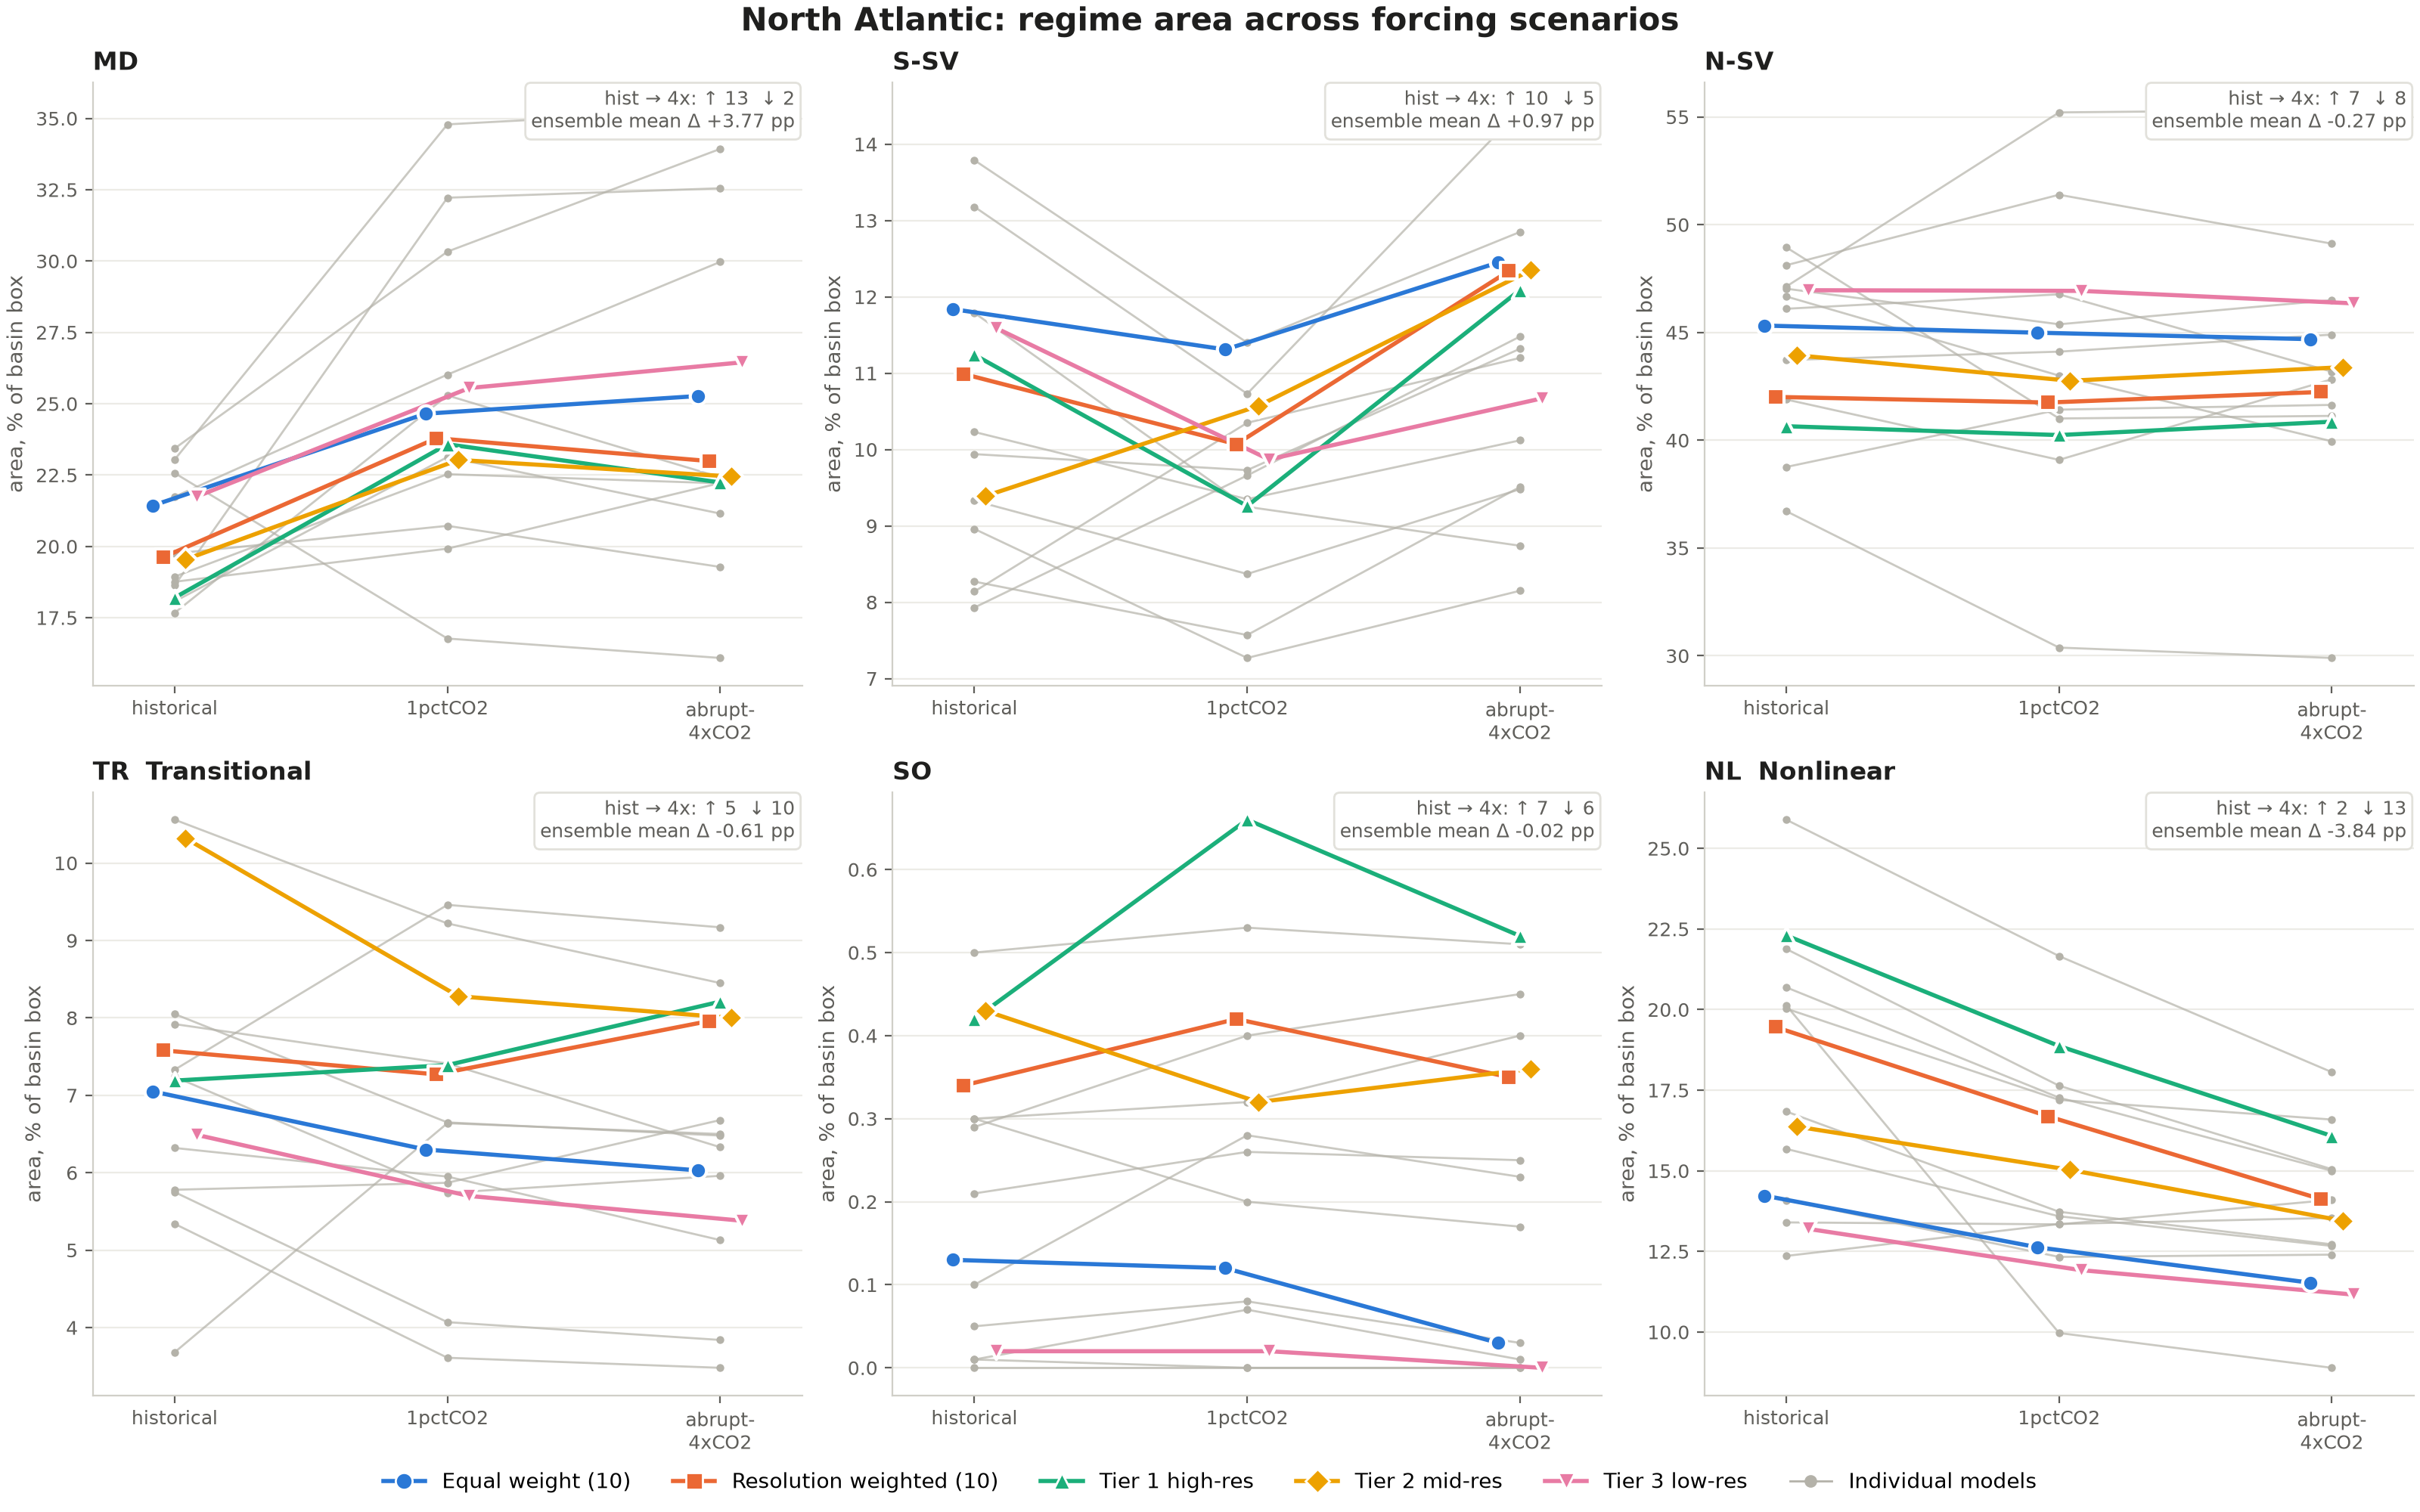 North Atlantic: regime area across forcing scenarios
MD
hist → 4x: ↑ 13 ↓ 2
ensemble mean Δ +3.77 pp
area, % of basin box
35.0
32.5
30.0
27.5
25.0
22.5
20.0
17.5
historical
1pctCO2
abrupt-
4xCO2
S-SV
hist → 4x: ↑ 10 ↓ 5
ensemble mean Δ +0.97 pp
area, % of basin box
14
13
12
11
10
9
8
7
historical
1pctCO2
abrupt-
4xCO2
N-SV
hist → 4x: ↑ 7 ↓ 8
ensemble mean Δ -0.27 pp
area, % of basin box
55
50
45
40
35
30
historical
1pctCO2
abrupt-
4xCO2
TR Transitional
hist → 4x: ↑ 5 ↓ 10
ensemble mean Δ -0.61 pp
area, % of basin box
10
9
8
7
6
5
4
historical
1pctCO2
abrupt-
4xCO2
SO
hist → 4x: ↑ 7 ↓ 6
ensemble mean Δ -0.02 pp
area, % of basin box
0.6
0.5
0.4
0.3
0.2
0.1
0.0
historical
1pctCO2
abrupt-
4xCO2
NL Nonlinear
hist → 4x: ↑ 2 ↓ 13
ensemble mean Δ -3.84 pp
area, % of basin box
25.0
22.5
20.0
17.5
15.0
12.5
10.0
historical
1pctCO2
abrupt-
4xCO2
Equal weight (10)
Resolution weighted (10)
Tier 1 high-res
Tier 2 mid-res
Tier 3 low-res
Individual models